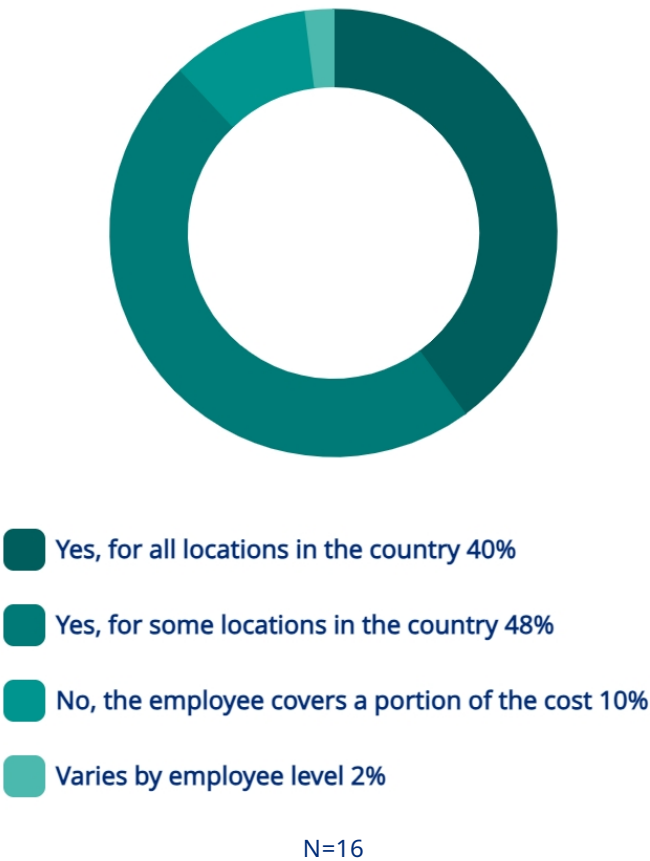 Yes, for all locations in the country 40%
Yes, for some locations in the country 48%
No, the employee covers a portion of the cost 10%
Varies by employee level 2%
N=16